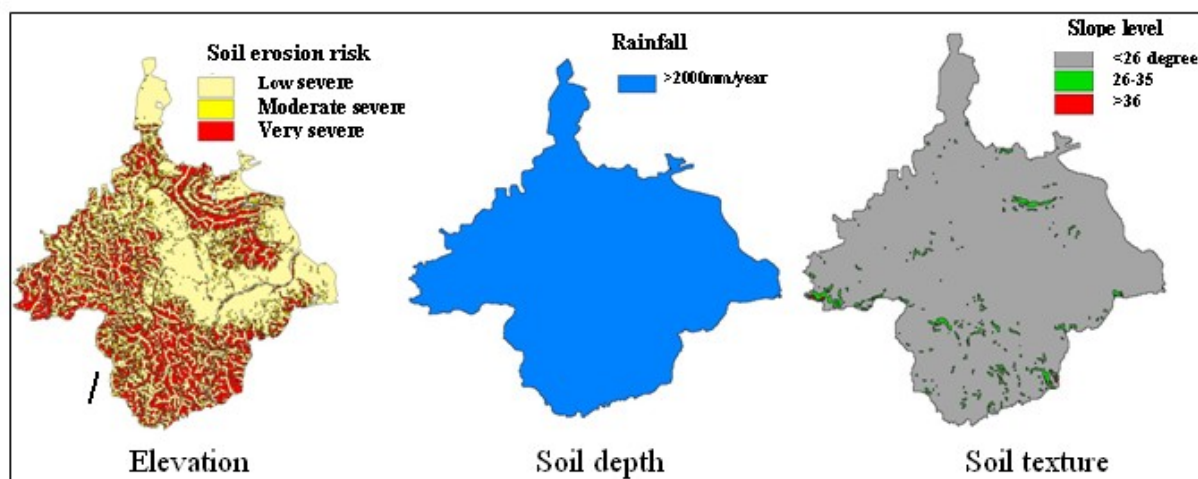 Soil erosion risk
Low severe
Moderate severe
Very severe
Elevation
Rainfall
>2000mm/year
Soil depth
Slope level
<26 degree
26-35
>36
Soil texture